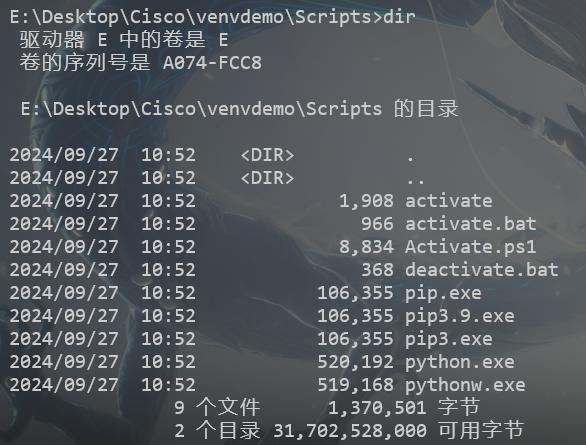 E:\Desktop\Cisco\venvdemo\Scripts>dir
驱动器 E 中的卷是 E
卷的序列号是 A074-FCC8
E:\Desktop\Cisco\venvdemo\Scripts 的目录
2024/09/27  10:52    <DIR>          .
2024/09/27  10:52    <DIR>          ..
2024/09/27  10:52             1,908 activate
2024/09/27  10:52               966 activate.bat
2024/09/27  10:52             8,834 Activate.ps1
2024/09/27  10:52               368 deactivate.bat
2024/09/27  10:52           106,355 pip.exe
2024/09/27  10:52           106,355 pip3.9.exe
2024/09/27  10:52           106,355 pip3.exe
2024/09/27  10:52           520,192 python.exe
2024/09/27  10:52           519,168 pythonw.exe
9 个文件      1,370,501 字节
2 个目录 31,702,528,000 可用字节